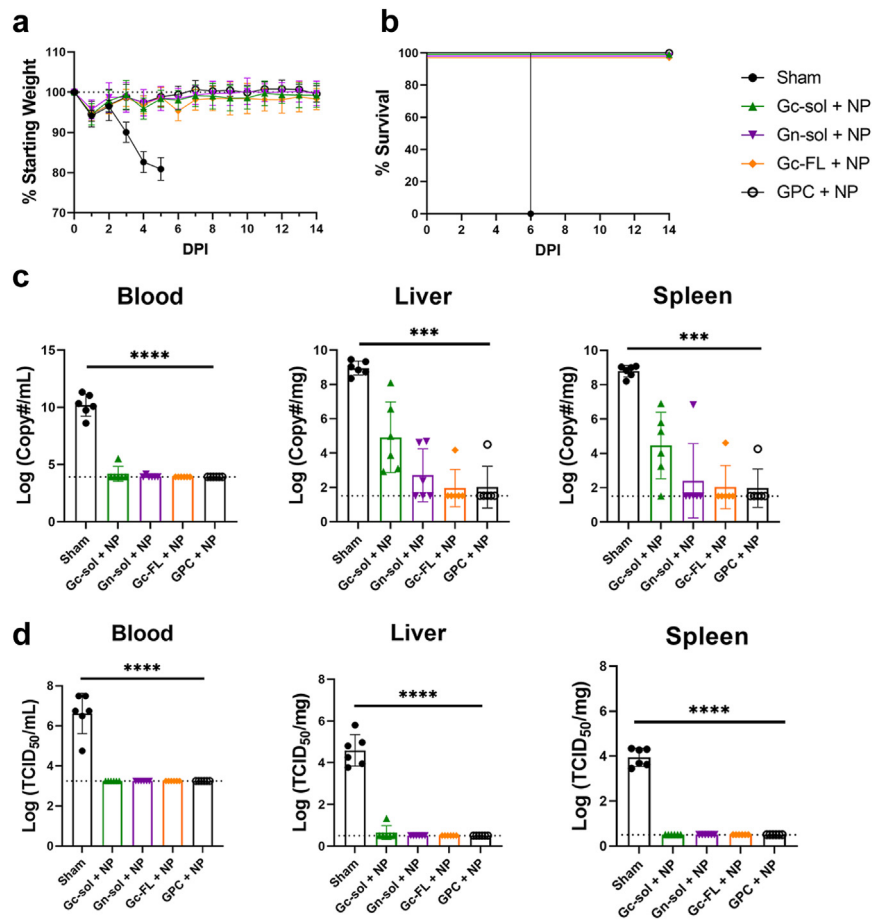 a
b
110
100
90
80
70
% Starting Weight
0 2 4 6 8 10 12 14
DPI
100
80
60
40
20
0
% Survival
0 2 4 6 8 10 12 14
DPI
Sham
Gc-sol + NP
Gn-sol + NP
Gc-FL + NP
GPC + NP
c
Blood
****
15
10
5
0
Log (Copy#/mL)
Sham
Gc-sol + NP
Gn-sol + NP
Gc-FL + NP
GPC + NP
Liver
***
10
8
6
4
2
0
Log (Copy#/mg)
Sham
Gc-sol + NP
Gn-sol + NP
Gc-FL + NP
GPC + NP
Spleen
***
10
8
6
4
2
0
Log (Copy#/mg)
Sham
Gc-sol + NP
Gn-sol + NP
Gc-FL + NP
GPC + NP
d
Blood
****
8
6
4
2
0
Log (TCID50/mL)
Sham
Gc-sol + NP
Gn-sol + NP
Gc-FL + NP
GPC + NP
Liver
****
8
6
4
2
0
Log (TCID50/mg)
Sham
Gc-sol + NP
Gn-sol + NP
Gc-FL + NP
GPC + NP
Spleen
****
8
6
4
2
0
Log (TCID50/mg)
Sham
Gc-sol + NP
Gn-sol + NP
Gc-FL + NP
GPC + NP